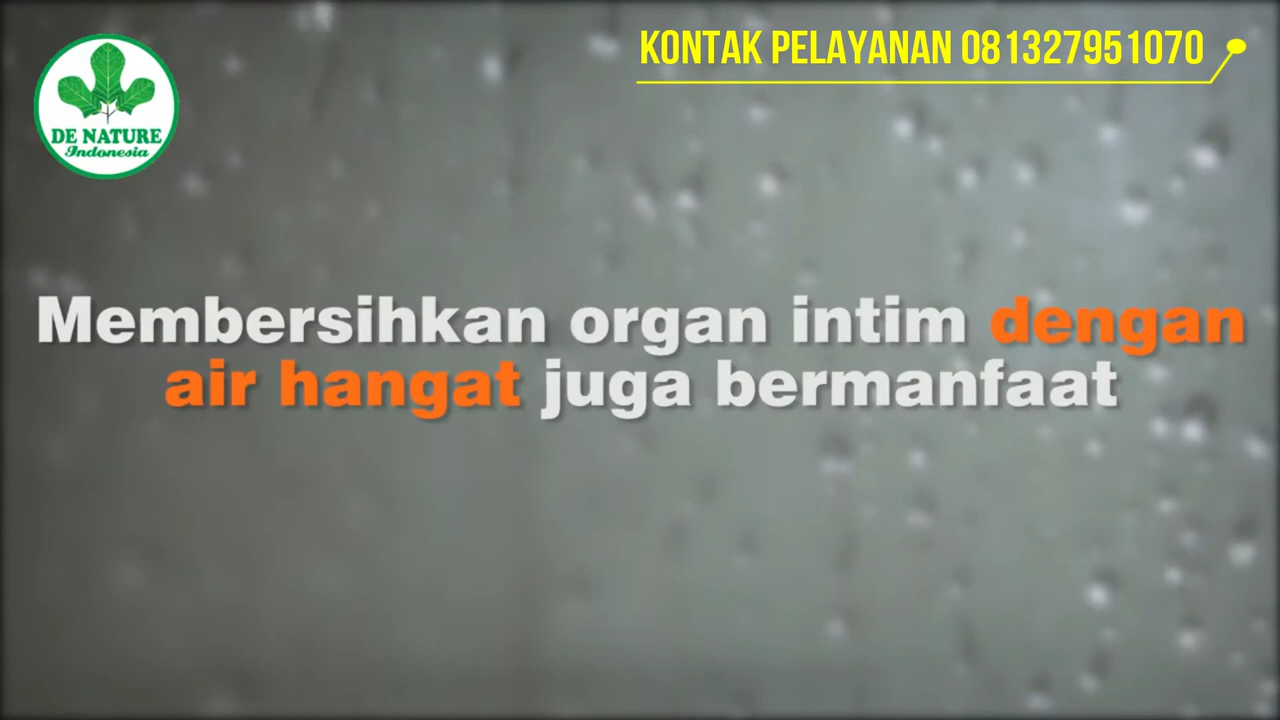 DE NATURE
Indonesia
KONTAK PELAYANAN 081327951070
Membersihkan organ intim dengan
air hangat juga bermanfaat